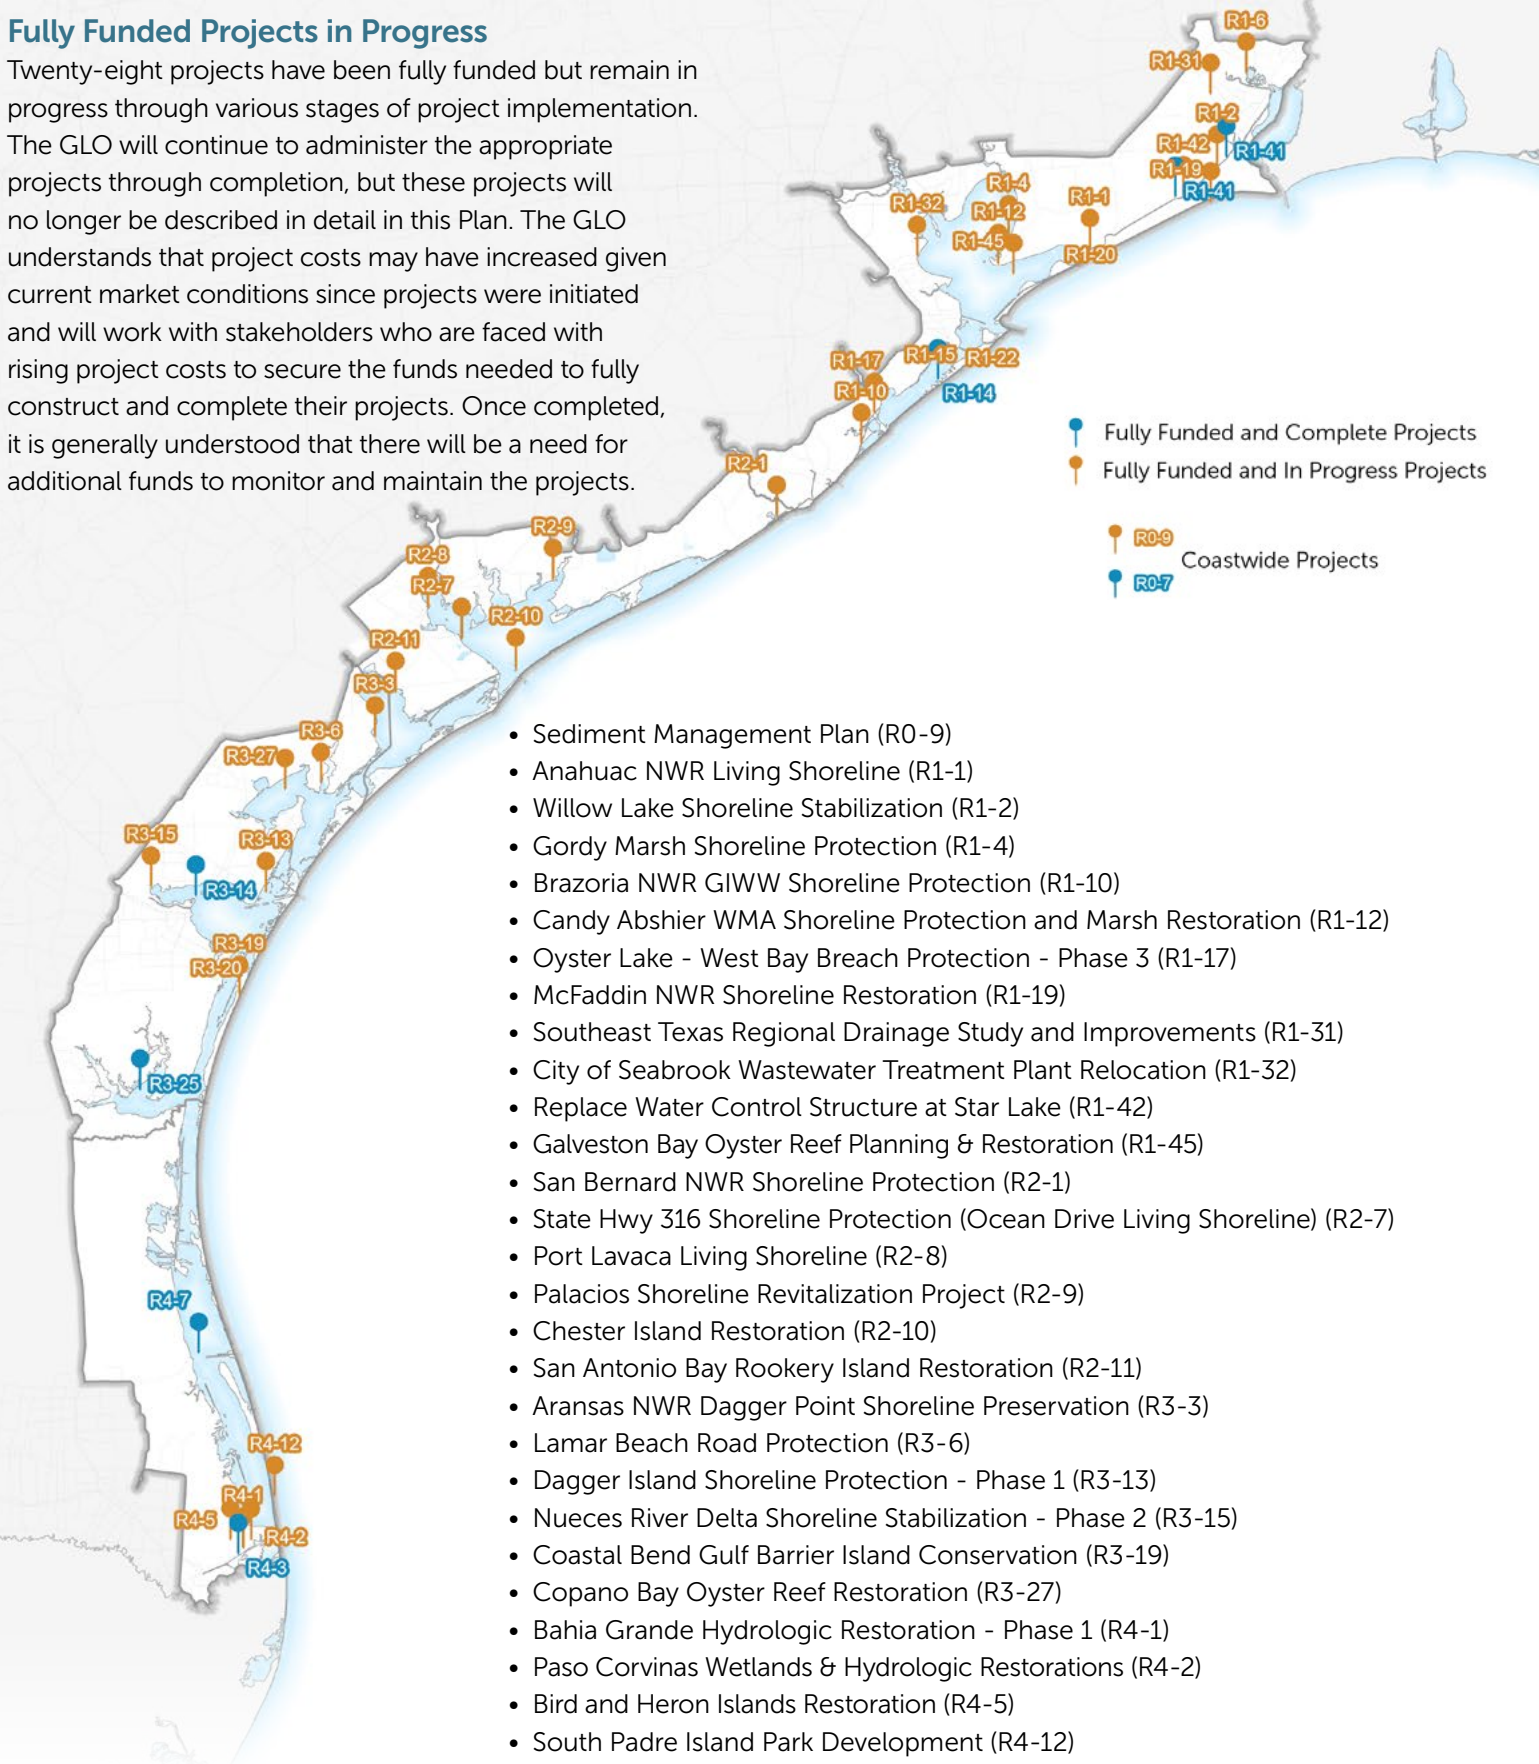 Fully Funded Projects in Progress
Twenty-eight projects have been fully funded but remain in
progress through various stages of project implementation.
The GLO will continue to administer the appropriate
projects through completion, but these projects will
no longer be described in detail in this Plan. The GLO
understands that project costs may have increased given
current market conditions since projects were initiated
and will work with stakeholders who are faced with
rising project costs to secure the funds needed to fully
construct and complete their projects. Once completed,
it is generally understood that there will be a need for
additional funds to monitor and maintain the projects.
R1-6
R1-31
R1-2
R1-42
R1-41
R1-19
R1-41
R1-4
R1-32
R1-12
R1-1
R1-45
R1-20
R1-17
R1-15
R1-22
R1-10
R1-14
R2-1
R2-9
R2-8
R2-7
R2-10
R2-11
R3-3
R3-6
R3-27
R3-15
R3-13
R3-14
R3-19
R3-20
R3-25
R4-7
R4-12
R4-1
R4-5
R4-2
R4-3
Fully Funded and Complete Projects
Fully Funded and In Progress Projects
R0-9
Coastwide Projects
R0-7
• Sediment Management Plan (R0-9)
• Anahuac NWR Living Shoreline (R1-1)
• Willow Lake Shoreline Stabilization (R1-2)
• Gordy Marsh Shoreline Protection (R1-4)
• Brazoria NWR GIWW Shoreline Protection (R1-10)
• Candy Abshier WMA Shoreline Protection and Marsh Restoration (R1-12)
• Oyster Lake - West Bay Breach Protection - Phase 3 (R1-17)
• McFaddin NWR Shoreline Restoration (R1-19)
• Southeast Texas Regional Drainage Study and Improvements (R1-31)
• City of Seabrook Wastewater Treatment Plant Relocation (R1-32)
• Replace Water Control Structure at Star Lake (R1-42)
• Galveston Bay Oyster Reef Planning & Restoration (R1-45)
• San Bernard NWR Shoreline Protection (R2-1)
• State Hwy 316 Shoreline Protection (Ocean Drive Living Shoreline) (R2-7)
• Port Lavaca Living Shoreline (R2-8)
• Palacios Shoreline Revitalization Project (R2-9)
• Chester Island Restoration (R2-10)
• San Antonio Bay Rookery Island Restoration (R2-11)
• Aransas NWR Dagger Point Shoreline Preservation (R3-3)
• Lamar Beach Road Protection (R3-6)
• Dagger Island Shoreline Protection - Phase 1 (R3-13)
• Nueces River Delta Shoreline Stabilization - Phase 2 (R3-15)
• Coastal Bend Gulf Barrier Island Conservation (R3-19)
• Copano Bay Oyster Reef Restoration (R3-27)
• Bahia Grande Hydrologic Restoration - Phase 1 (R4-1)
• Paso Corvinas Wetlands & Hydrologic Restorations (R4-2)
• Bird and Heron Islands Restoration (R4-5)
• South Padre Island Park Development (R4-12)